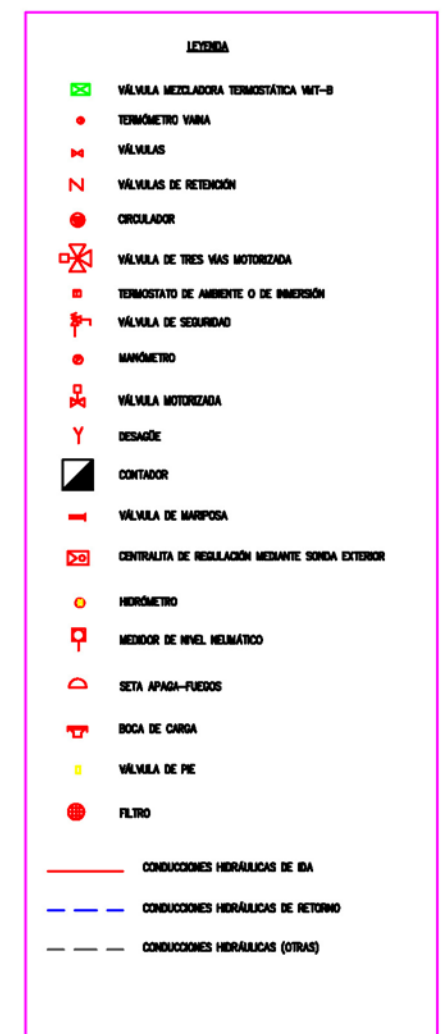 LEYENDA
VÁLVULA MEZCLADORA TERMOSTÁTICA VMT-B
TERMÓMETRO VAINA
VÁLVULAS
VÁLVULAS DE RETENCIÓN
CIRCULADOR
VÁLVULA DE TRES VÍAS MOTORIZADA
TERMOSTATO DE AMBIENTE O DE INMERSIÓN
VÁLVULA DE SEGURIDAD
MANÓMETRO
VÁLVULA MOTORIZADA
DESAGÜE
CONTADOR
VÁLVULA DE MARIPOSA
CENTRALITA DE REGULACIÓN MEDIANTE SONDA EXTERIOR
HIDRÓMETRO
MEDIDOR DE NIVEL NEUMÁTICO
SETA APAGA-FUEGOS
BOCA DE CARGA
VÁLVULA DE PIE
FILTRO
CONDUCCIONES HIDRÁULICAS DE IDA
CONDUCCIONES HIDRÁULICAS DE RETORNO
CONDUCCIONES HIDRÁULICAS (OTRAS)